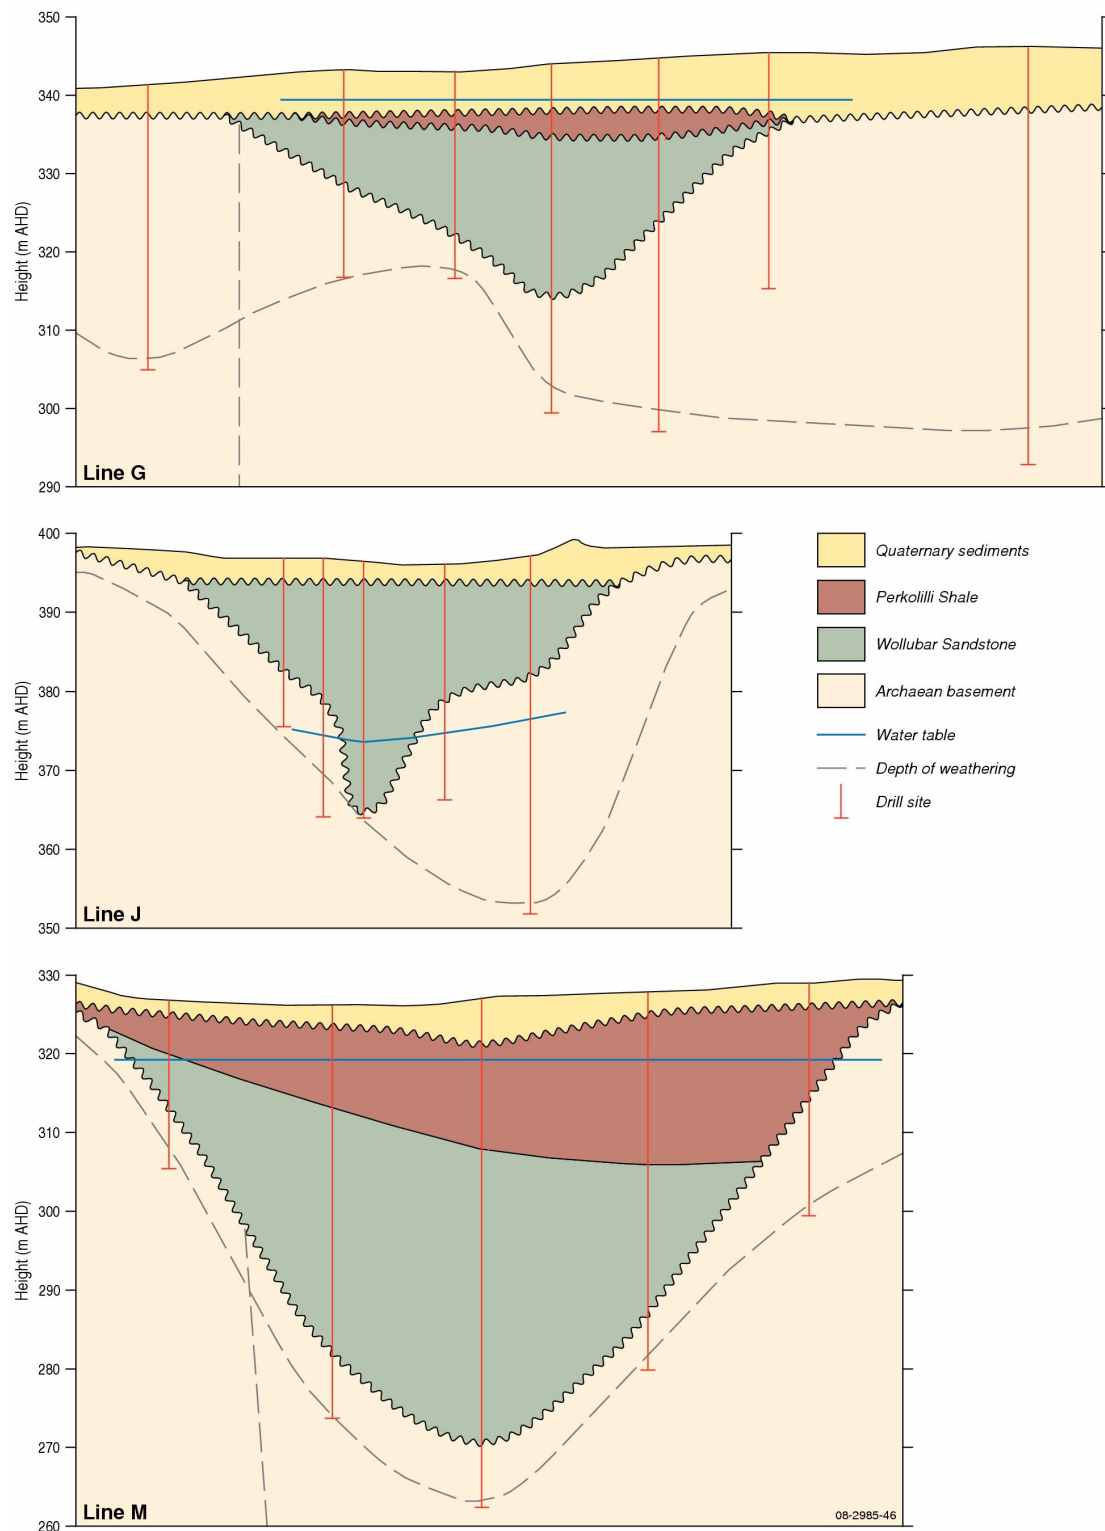 350
340
330
320
310
300
290
Height (m AHD)
Line G
400
390
380
370
360
350
Height (m AHD)
Line J
Quaternary sediments
Perkolilli Shale
Wollubar Sandstone
Archaean basement
Water table
Depth of weathering
Drill site
330
320
310
300
290
280
270
260
Height (m AHD)
Line M
08-2985-46